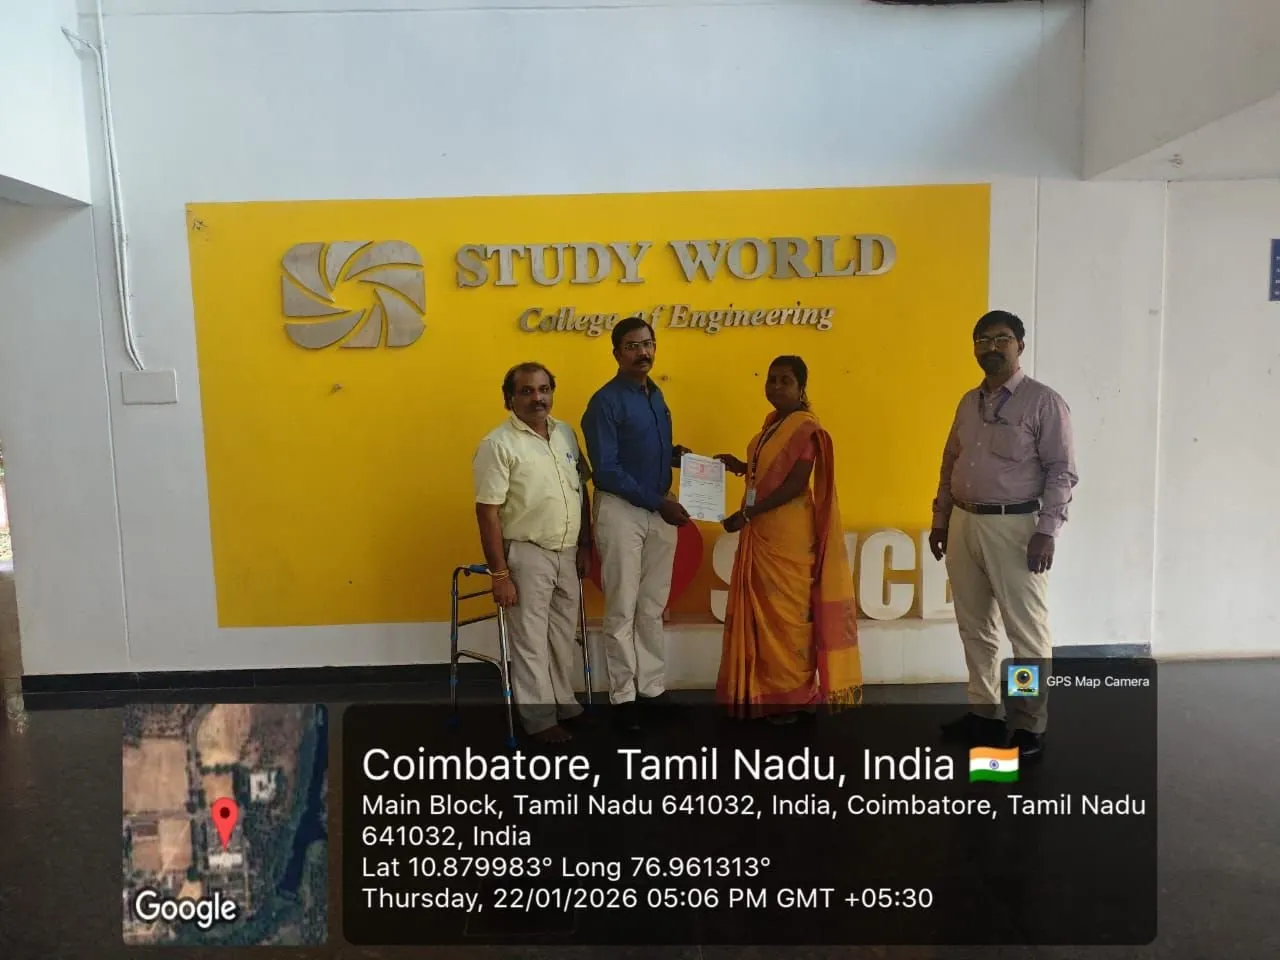 STUDY WORLD
College of Engineering
GPS Map Camera
Coimbatore, Tamil Nadu, India 🇮🇳
Main Block, Tamil Nadu 641032, India, Coimbatore, Tamil Nadu
641032, India
Lat 10.879983° Long 76.961313°
Thursday, 22/01/2026 05:06 PM GMT +05:30
Google